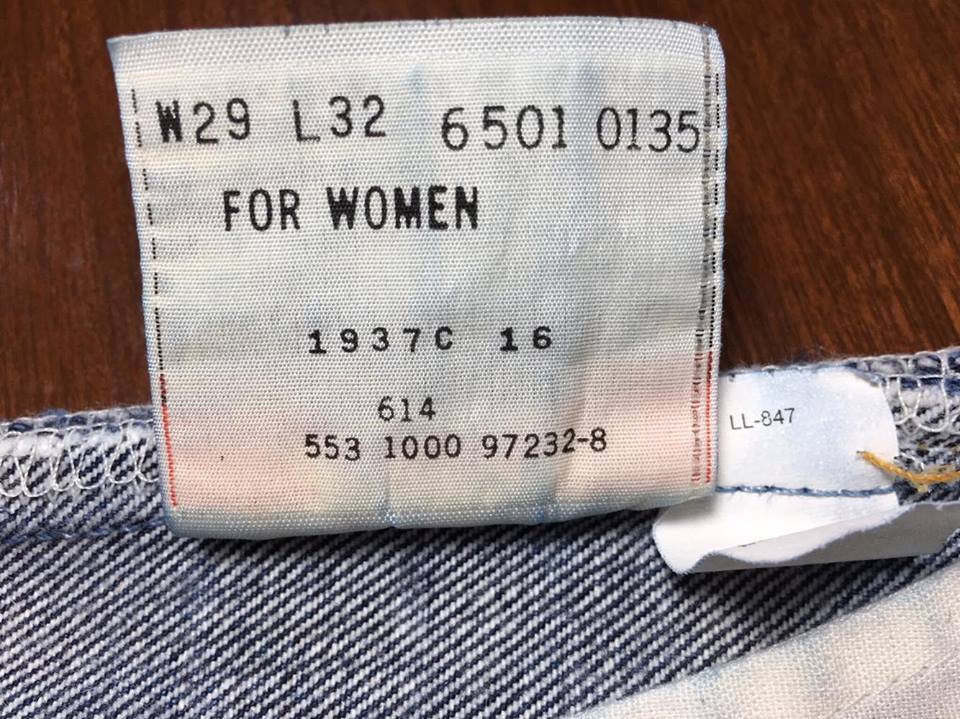 W29 L32 6501 0135
FOR WOMEN
1937C 16
614
553 1000 97232-8
LL-847